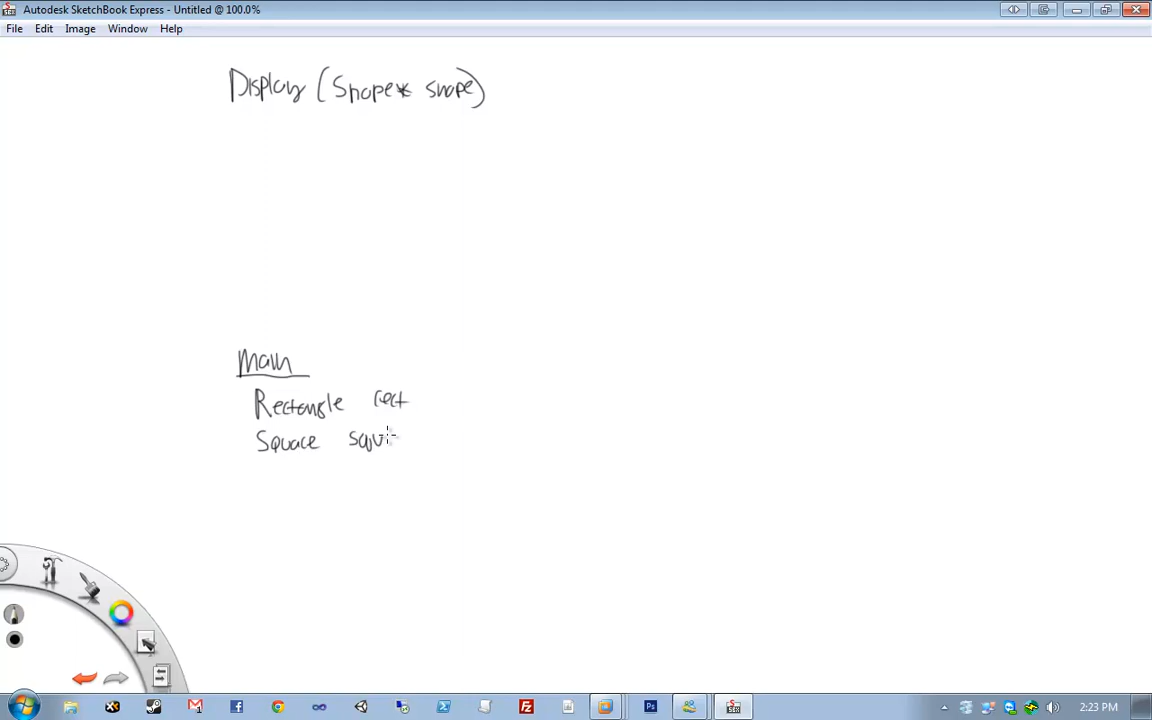 Autodesk SketchBook Express - Untitled @ 100.0%
File Edit Image Window Help
Display (Shape* shape)
Main
Rectangle rect
Square squ
2:23 PM